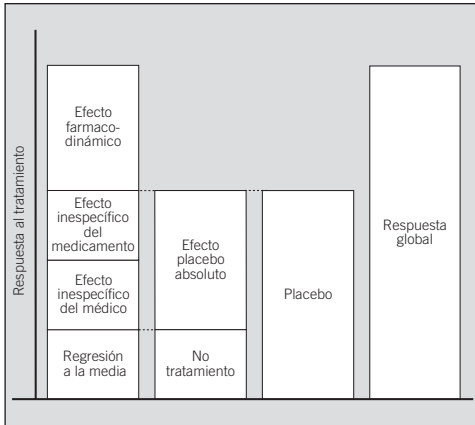 Respuesta al tratamiento
Efecto
farmaco-
dinámico
Efecto
inespecífico
del
medicamento
Efecto
inespecífico
del médico
Regresión
a la media
Efecto
placebo
absoluto
No
tratamiento
Placebo
Respuesta
global